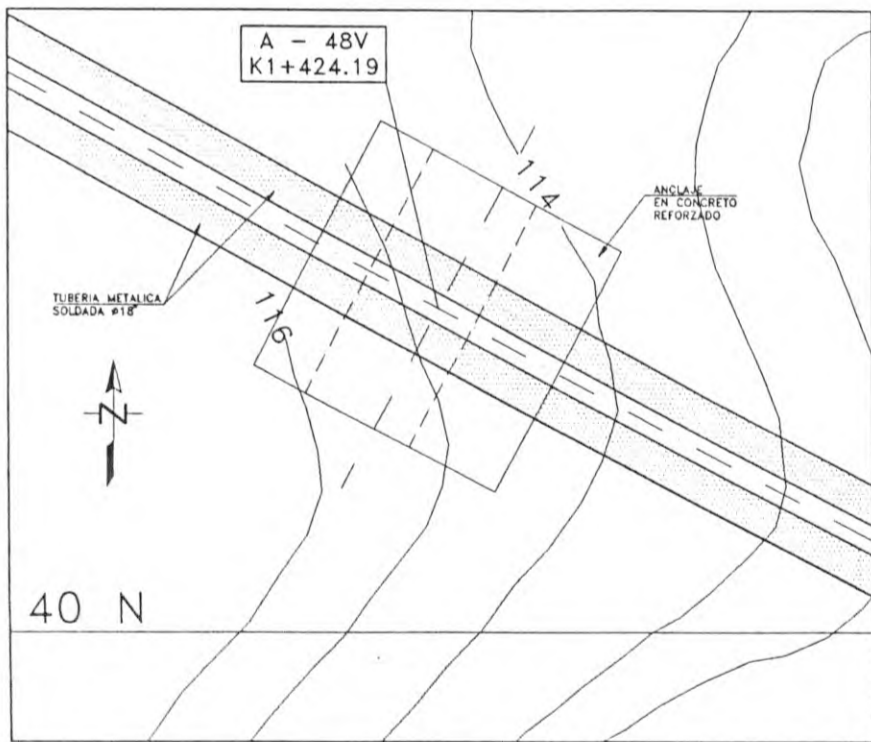 A - 48V
K1+424.19
114
ANCLAJE
EN CONCRETO
REFORZADO
TUBERIA METALICA
SOLDADA ø18"
116
N
40 N